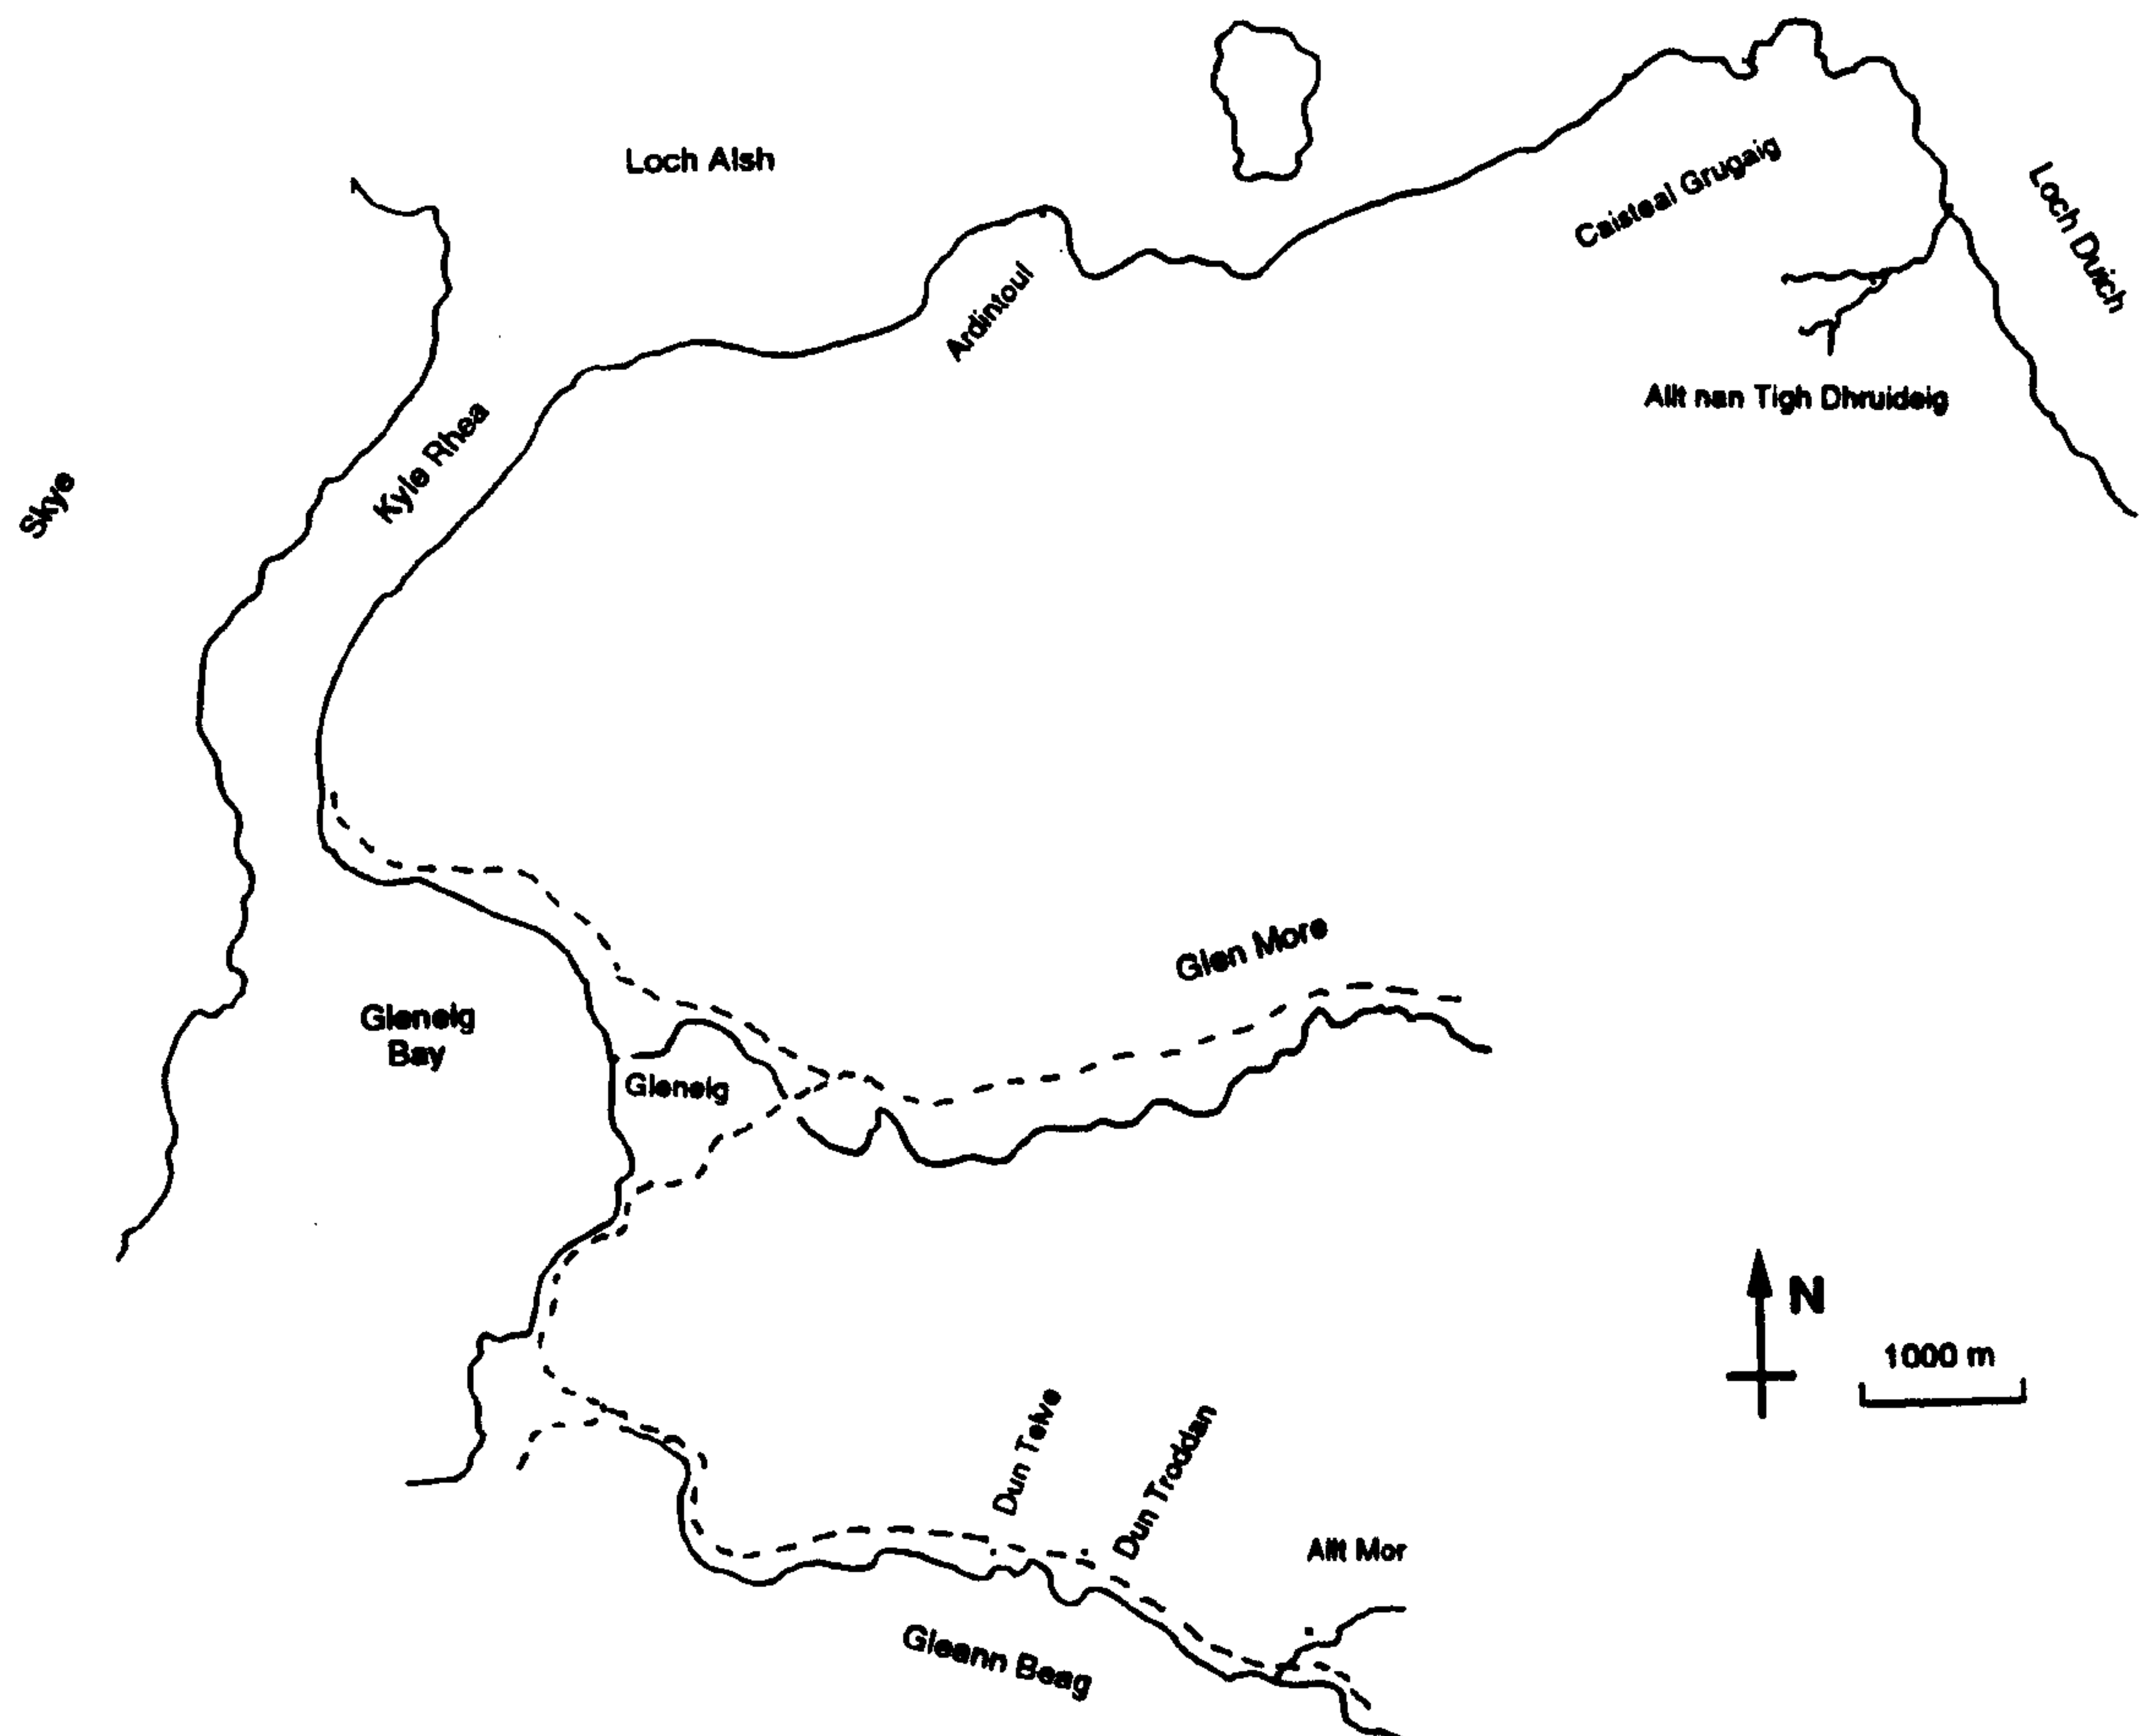 Loch Alsh
Caisteal Grugaig
Loch Duich
Ardintoul
Allt nan Tigh Dhruideig
Kyle Rhea
Skye
Glen More
Glenelg
Bay
Glenelg
N
1000 m
Dun Telve
Dun Troddan
Allt Mor
Gleann Beag